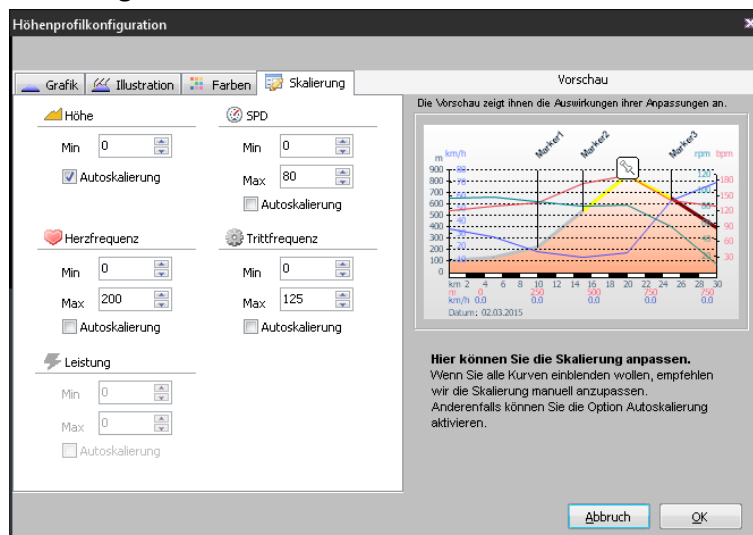 Höhenprofilkonfiguration
Grafik Illustration Farben Skalierung
Vorschau
Höhe
Min 0
Autoskalierung
SPD
Min 0
Max 80
Autoskalierung
Herzfrequenz
Min 0
Max 200
Autoskalierung
Trittfrequenz
Min 0
Max 125
Autoskalierung
Leistung
Min 0
Max 0
Autoskalierung
Die Vorschau zeigt ihnen die Auswirkungen ihrer Anpassungen an.
Marker1 Marker2 Marker3
m km/h rpm bpm
900 80
800
700
600
500
400
300
200
100
0
120 180
150
120
90
60
30
km 2 4 6 8 10 12 14 16 18 20 22 24 26 28 30
m 0 250 500 750 750
km/h 0.0 0.0 0.0 0.0 0.0
Datum: 02.03.2015
Hier können Sie die Skalierung anpassen.
Wenn Sie alle Kurven einblenden wollen, empfehlen
wir die Skalierung manuell anzupassen.
Anderenfalls können Sie die Option Autoskalierung
aktivieren.
Abbruch OK